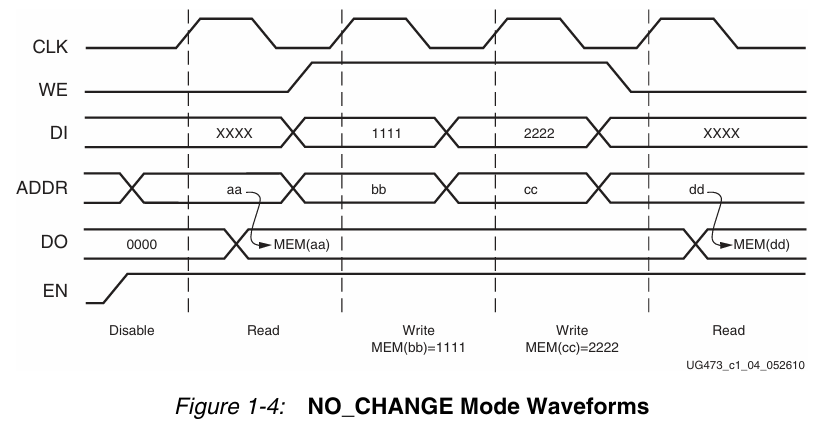 CLK
WE
DI XXXX 1111 2222 XXXX
ADDR aa bb cc dd
DO 0000 MEM(aa) MEM(dd)
EN
Disable Read Write Write Read
MEM(bb)=1111 MEM(cc)=2222
UG473_c1_04_052610
Figure 1-4: NO_CHANGE Mode Waveforms